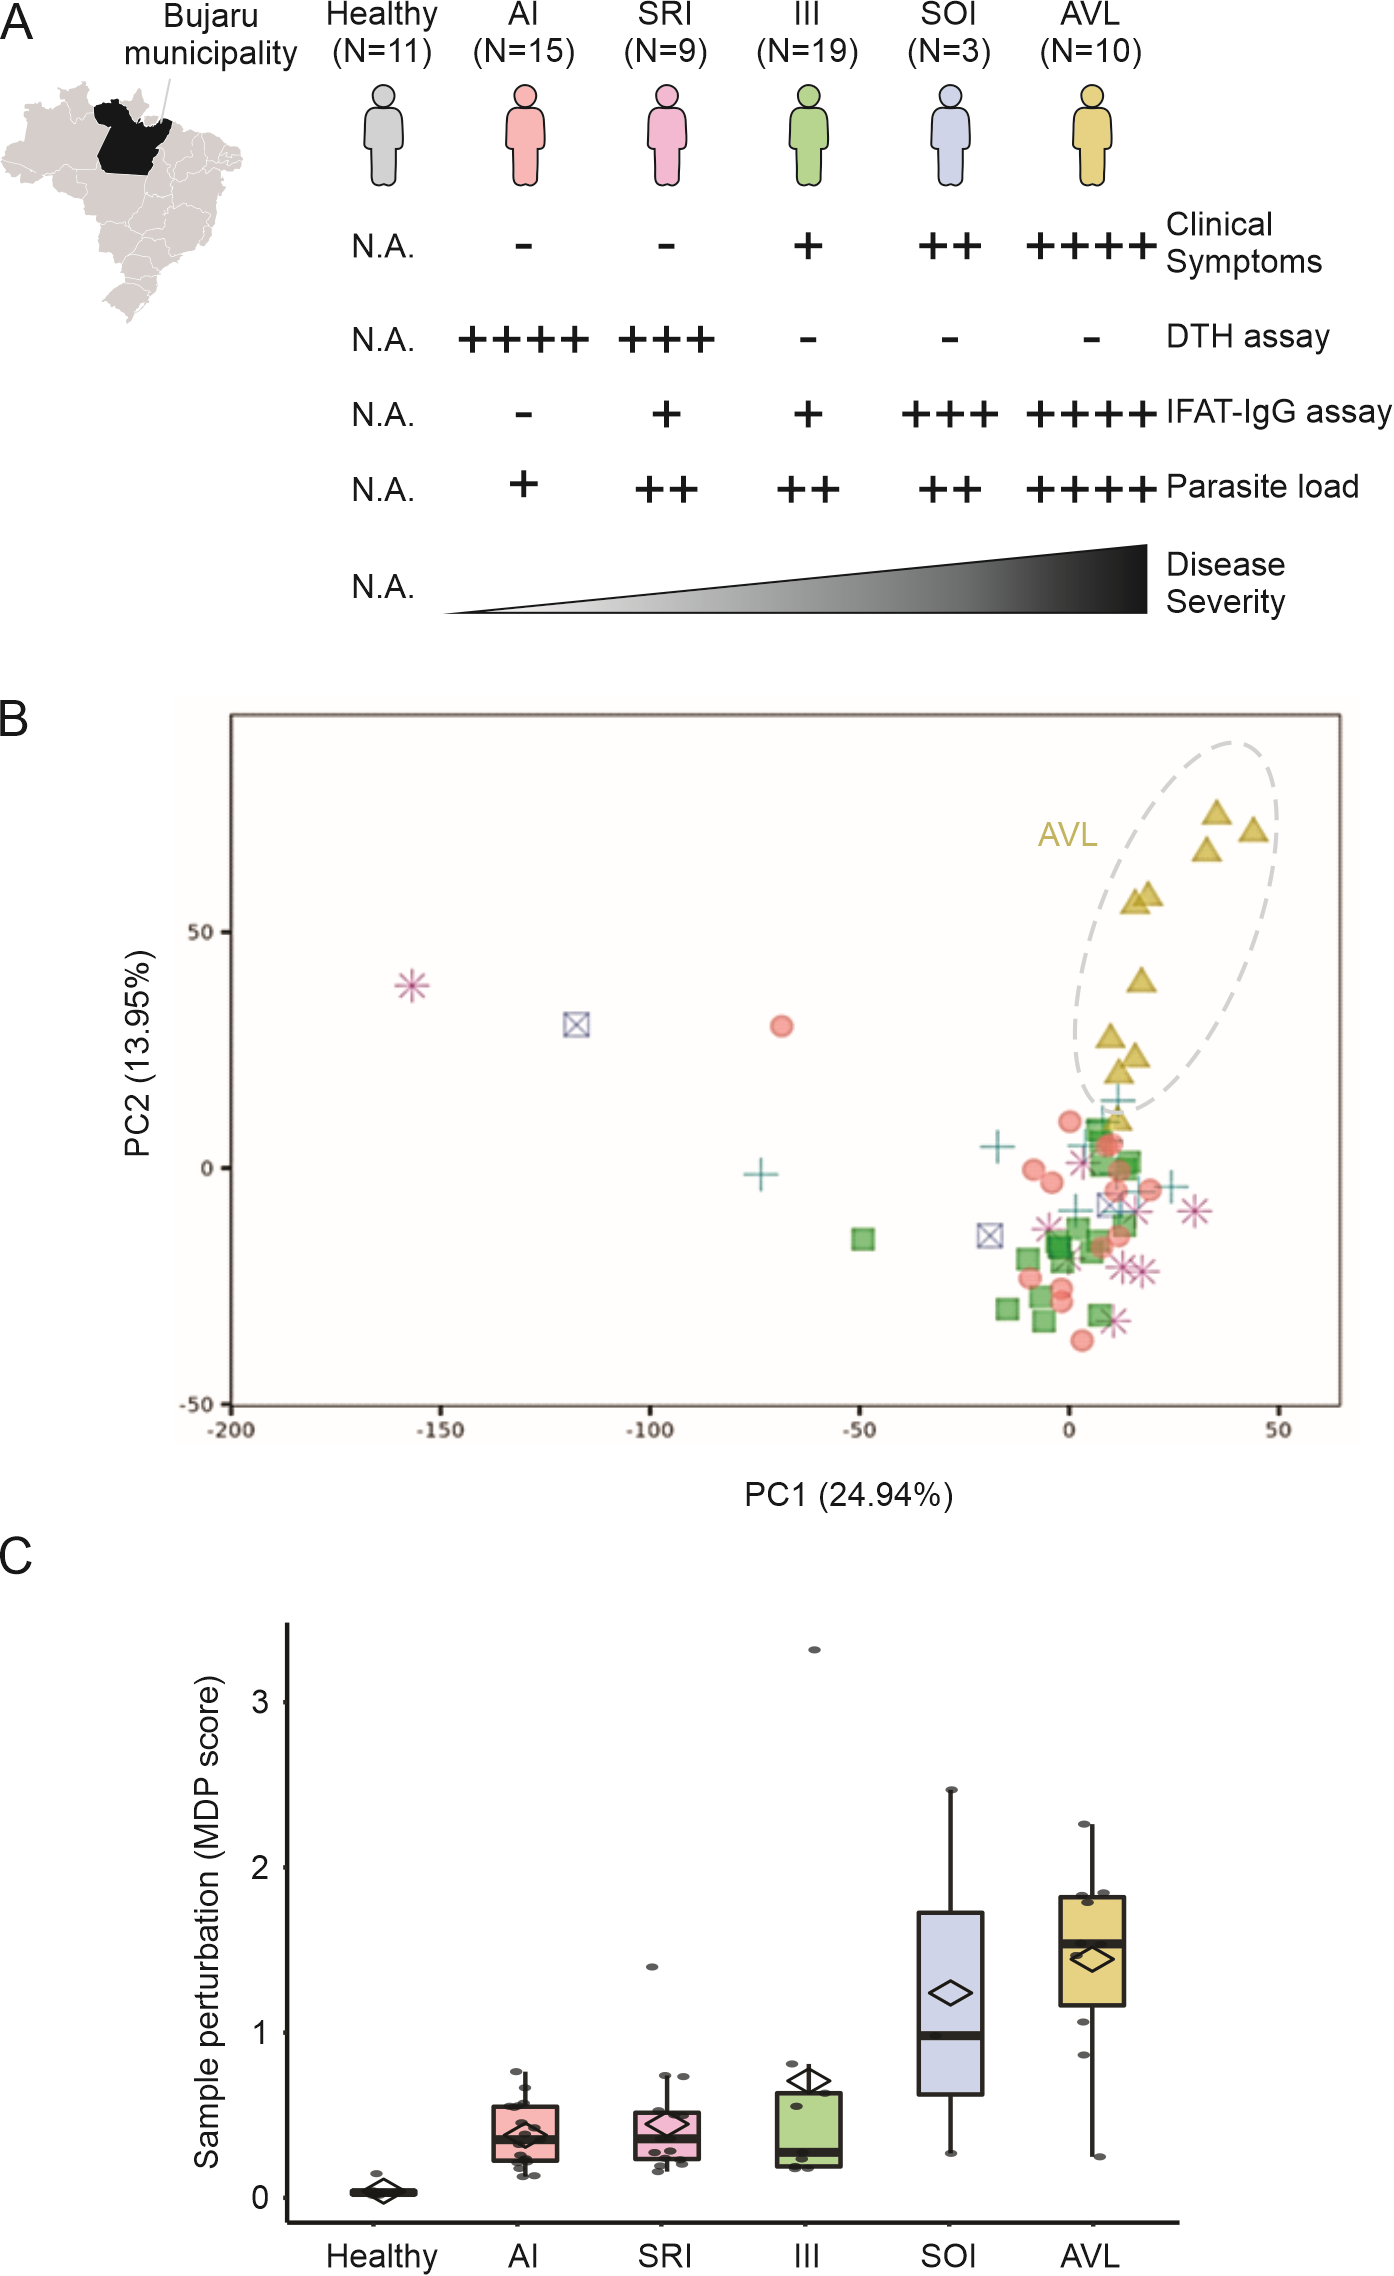 A
Bujaru
municipality
Healthy AI SRI III SOI AVL
(N=11) (N=15) (N=9) (N=19) (N=3) (N=10)
N.A. - - + ++ ++++ Clinical
Symptoms
N.A. ++++ +++ - - - DTH assay
N.A. - + + +++ ++++ IFAT-IgG assay
N.A. + ++ ++ ++ ++++ Parasite load
N.A. Disease
Severity
B
AVL
PC2 (13.95%)
50
0
-50
-200 -150 -100 -50 0 50
PC1 (24.94%)
C
Sample perturbation (MDP score)
3
2
1
0
Healthy AI SRI III SOI AVL